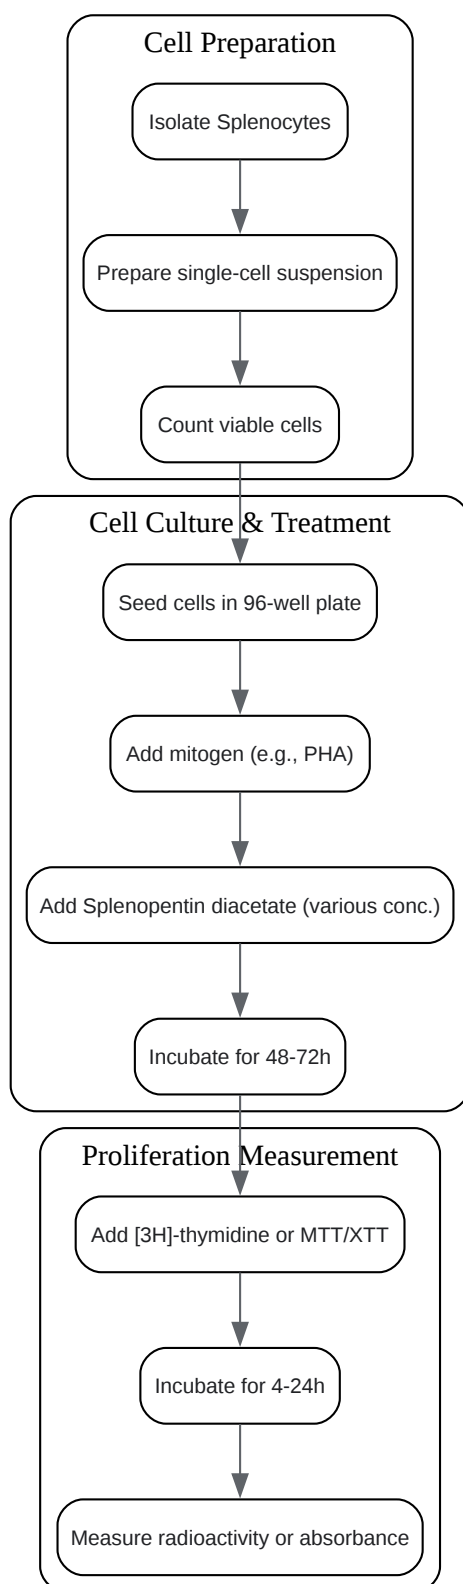 Cell Preparation
Isolate Splenocytes
Prepare single-cell suspension
Count viable cells
Cell Culture & Treatment
Seed cells in 96-well plate
Add mitogen (e.g., PHA)
Add Splenopentin diacetate (various conc.)
Incubate for 48-72h
Proliferation Measurement
Add [3H]-thymidine or MTT/XTT
Incubate for 4-24h
Measure radioactivity or absorbance